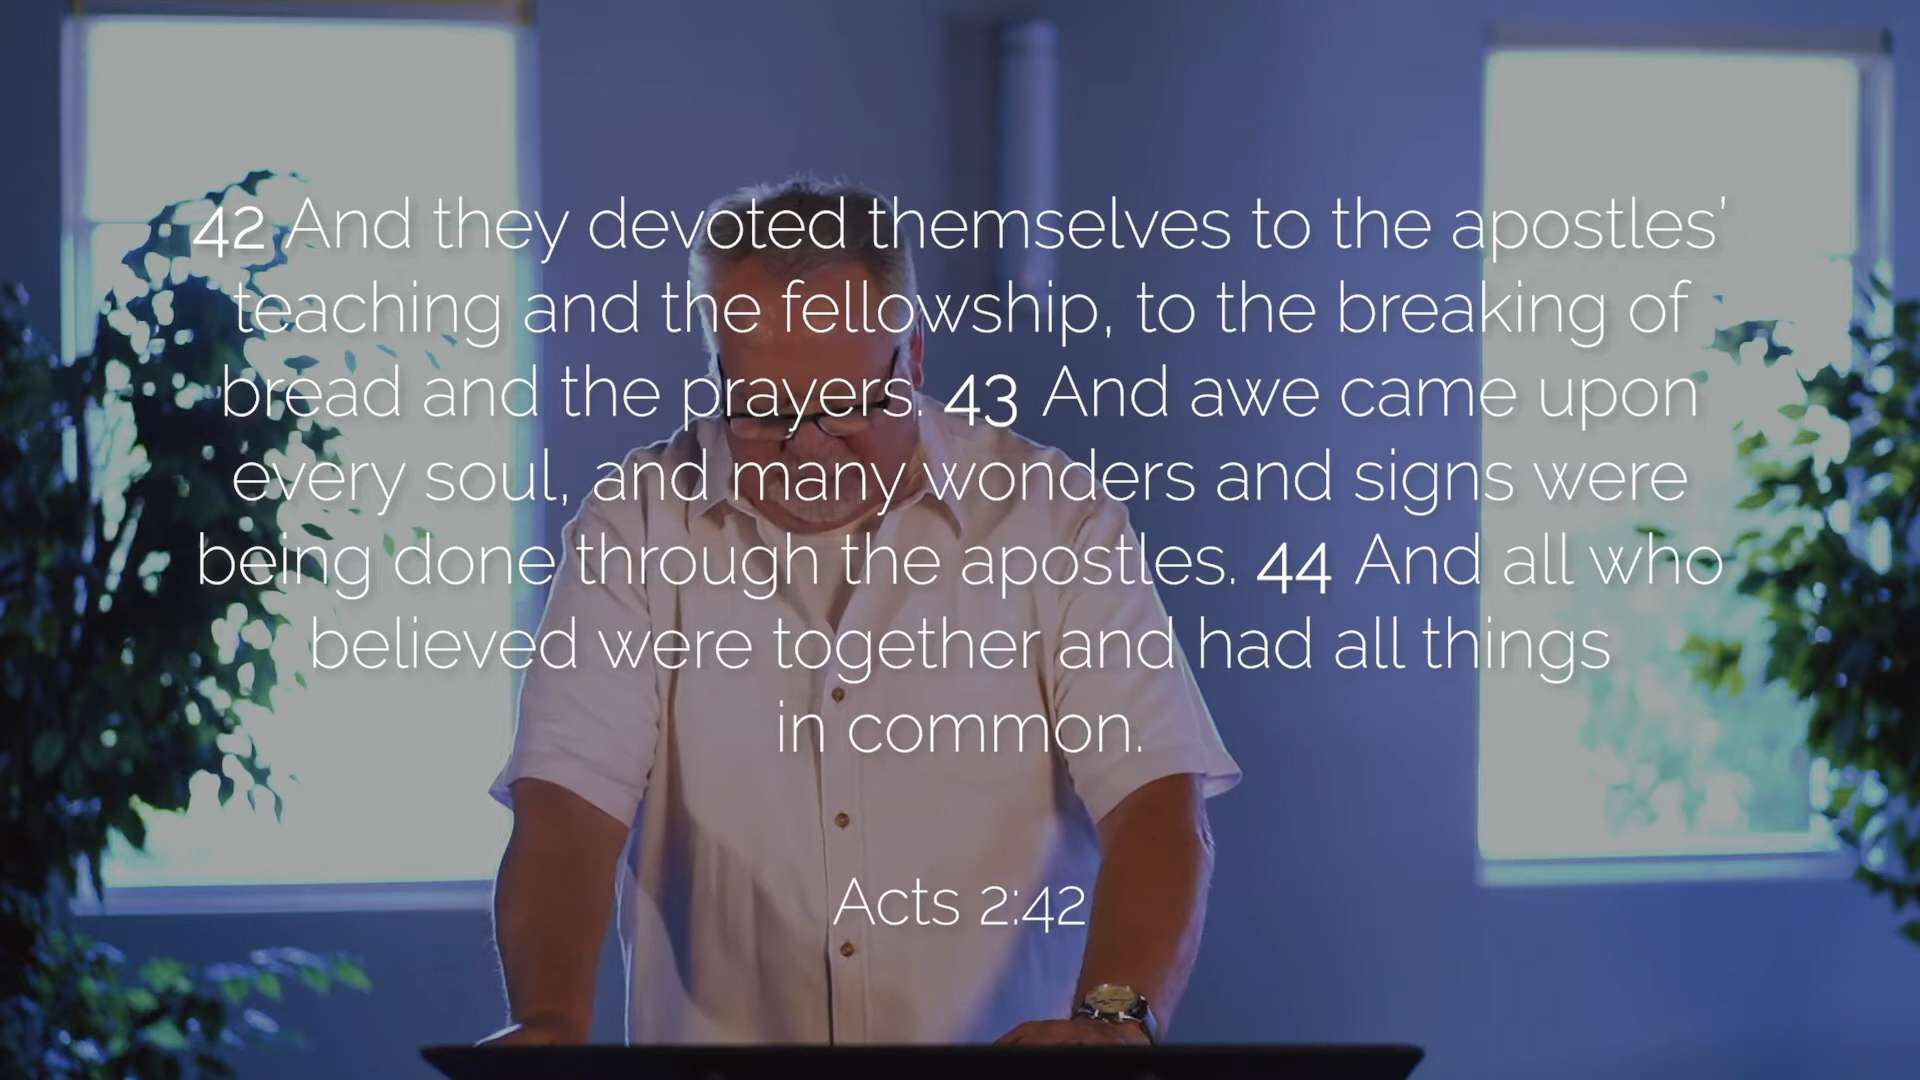 42 And they devoted themselves to the apostles’
teaching and the fellowship, to the breaking of
bread and the prayers. 43 And awe came upon
every soul, and many wonders and signs were
being done through the apostles. 44 And all who
believed were together and had all things
in common.
Acts 2:42